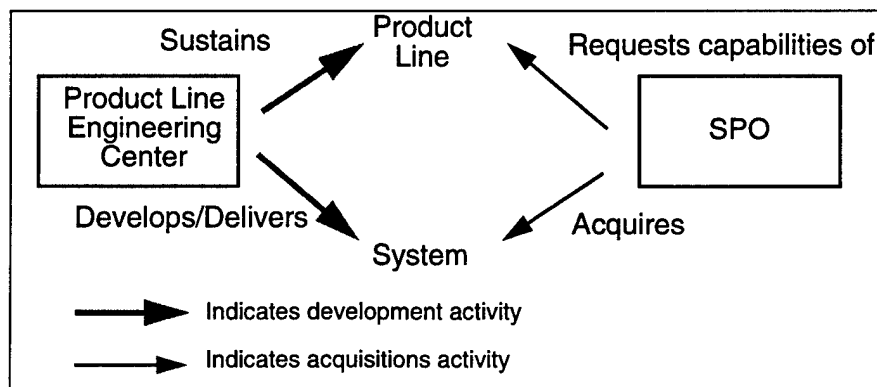 Sustains
Product
Line
Requests capabilities of
Product Line
Engineering
Center
SPO
Develops/Delivers
Acquires
System
Indicates development activity
Indicates acquisitions activity